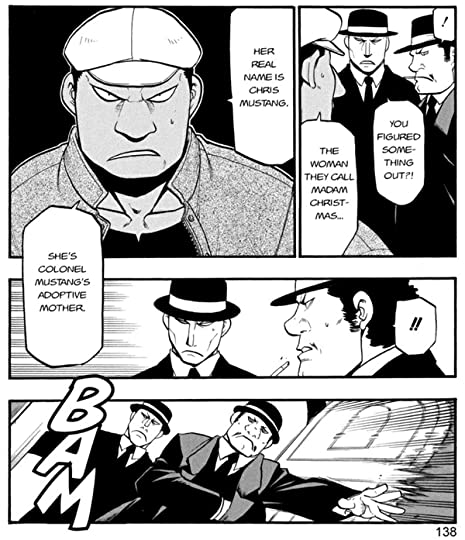 !
YOU
FIGURED
SOME-
THING
OUT?!
THE
WOMAN
THEY CALL
MADAM
CHRIST-
MAS...
HER
REAL
NAME IS
CHRIS
MUSTANG.
SHE'S
COLONEL
MUSTANG'S
ADOPTIVE
MOTHER.
!!
BAM
138